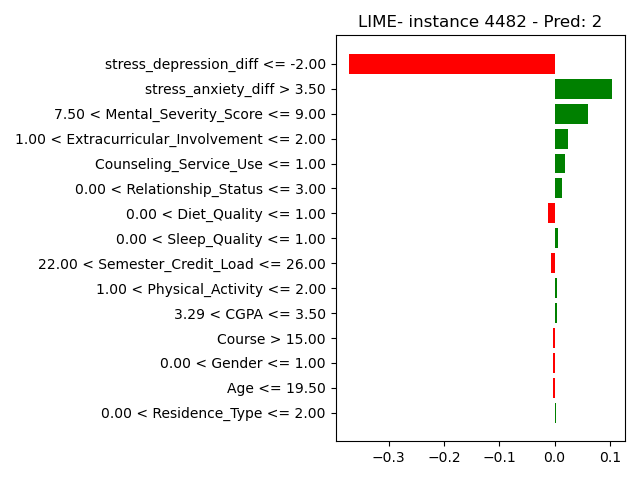 LIME- instance 4482 - Pred: 2
stress_depression_diff <= -2.00
stress_anxiety_diff > 3.50
7.50 < Mental_Severity_Score <= 9.00
1.00 < Extracurricular_Involvement <= 2.00
Counseling_Service_Use <= 1.00
0.00 < Relationship_Status <= 3.00
0.00 < Diet_Quality <= 1.00
0.00 < Sleep_Quality <= 1.00
22.00 < Semester_Credit_Load <= 26.00
1.00 < Physical_Activity <= 2.00
3.29 < CGPA <= 3.50
Course > 15.00
0.00 < Gender <= 1.00
Age <= 19.50
0.00 < Residence_Type <= 2.00
−0.3 −0.2 −0.1 0.0 0.1